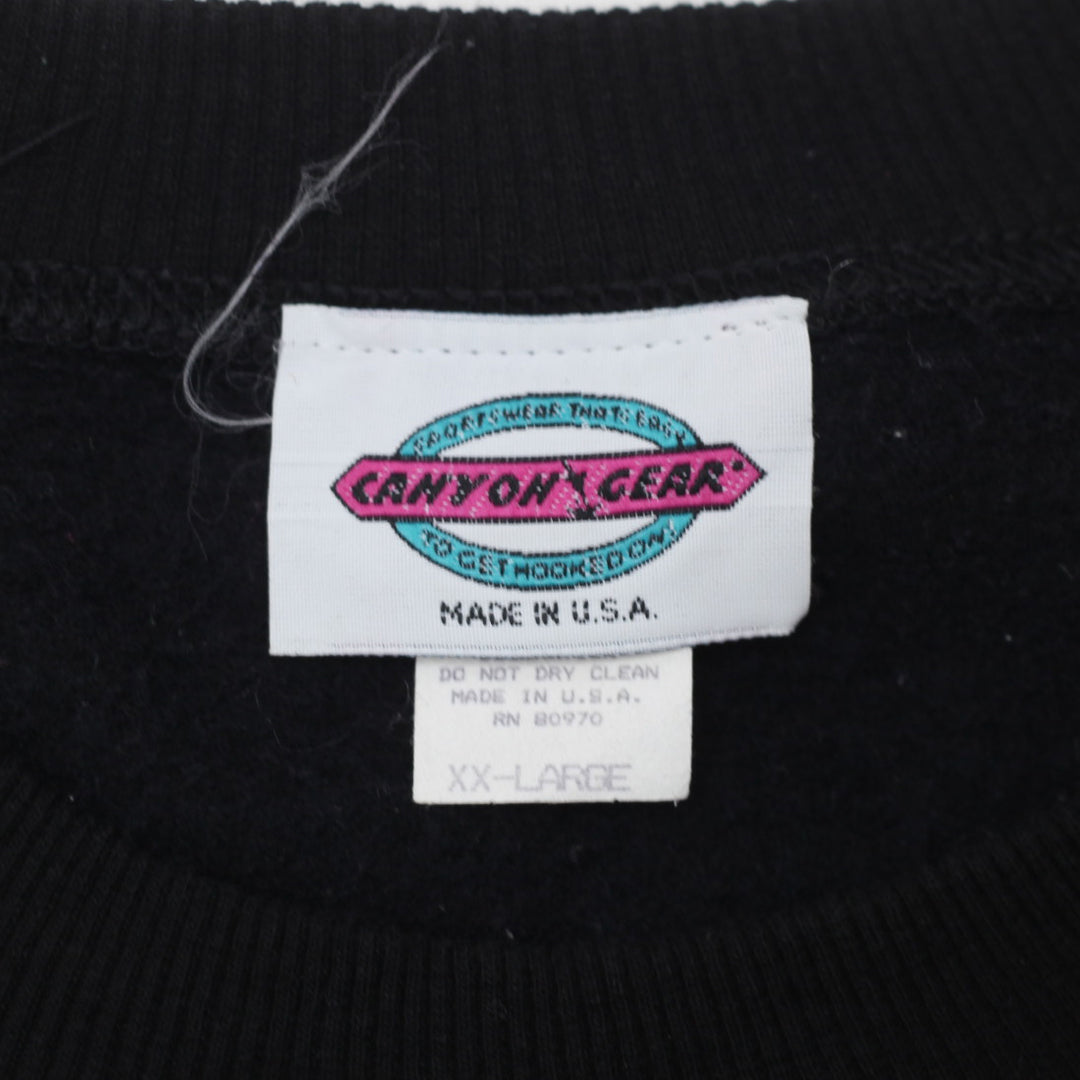 SPORTSWEAR THAT'S EASY
CANYON GEAR
TO GET HOOKED ON!
MADE IN U.S.A.
DO NOT DRY CLEAN
MADE IN U.S.A.
RN 80970
XX-LARGE